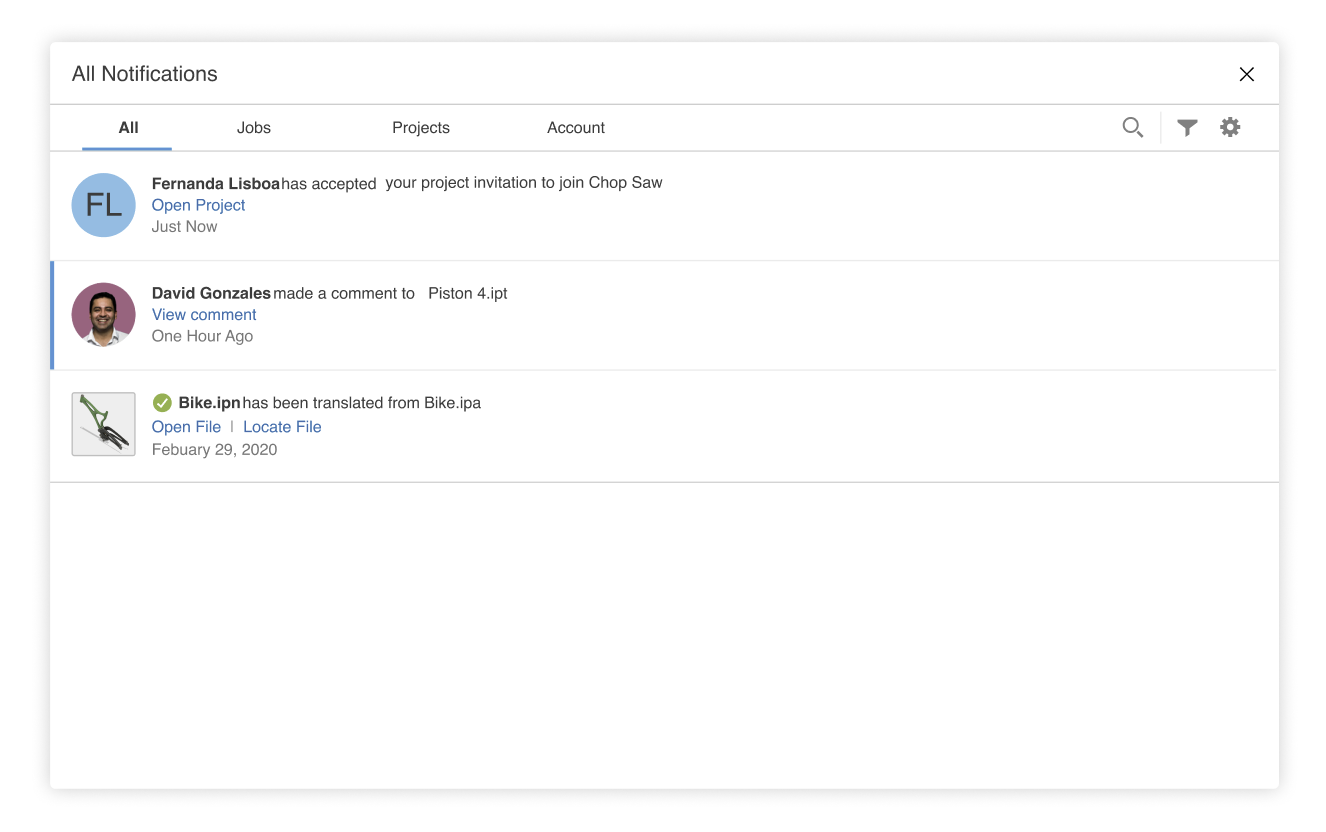 All Notifications
All Jobs Projects Account
Fernanda Lisboa has accepted your project invitation to join Chop Saw
FL
Open Project
Just Now
David Gonzales made a comment to Piston 4.ipt
View comment
One Hour Ago
Bike.ipn has been translated from Bike.ipa
Open File | Locate File
Febuary 29, 2020